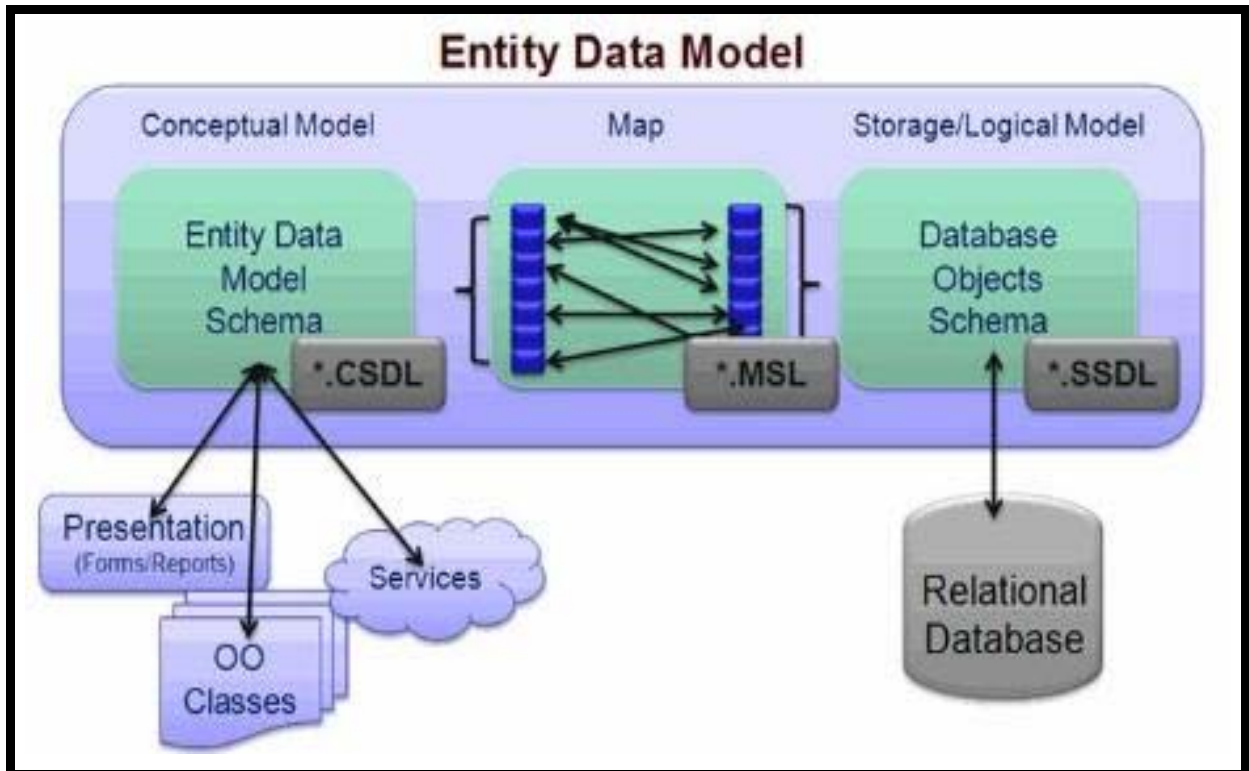 Entity Data Model
Conceptual Model
Map
Storage/Logical Model
Entity Data
Model
Schema
*.CSDL
*.MSL
Database
Objects
Schema
*.SSDL
Presentation
(Forms/Reports)
Services
OO
Classes
Relational
Database